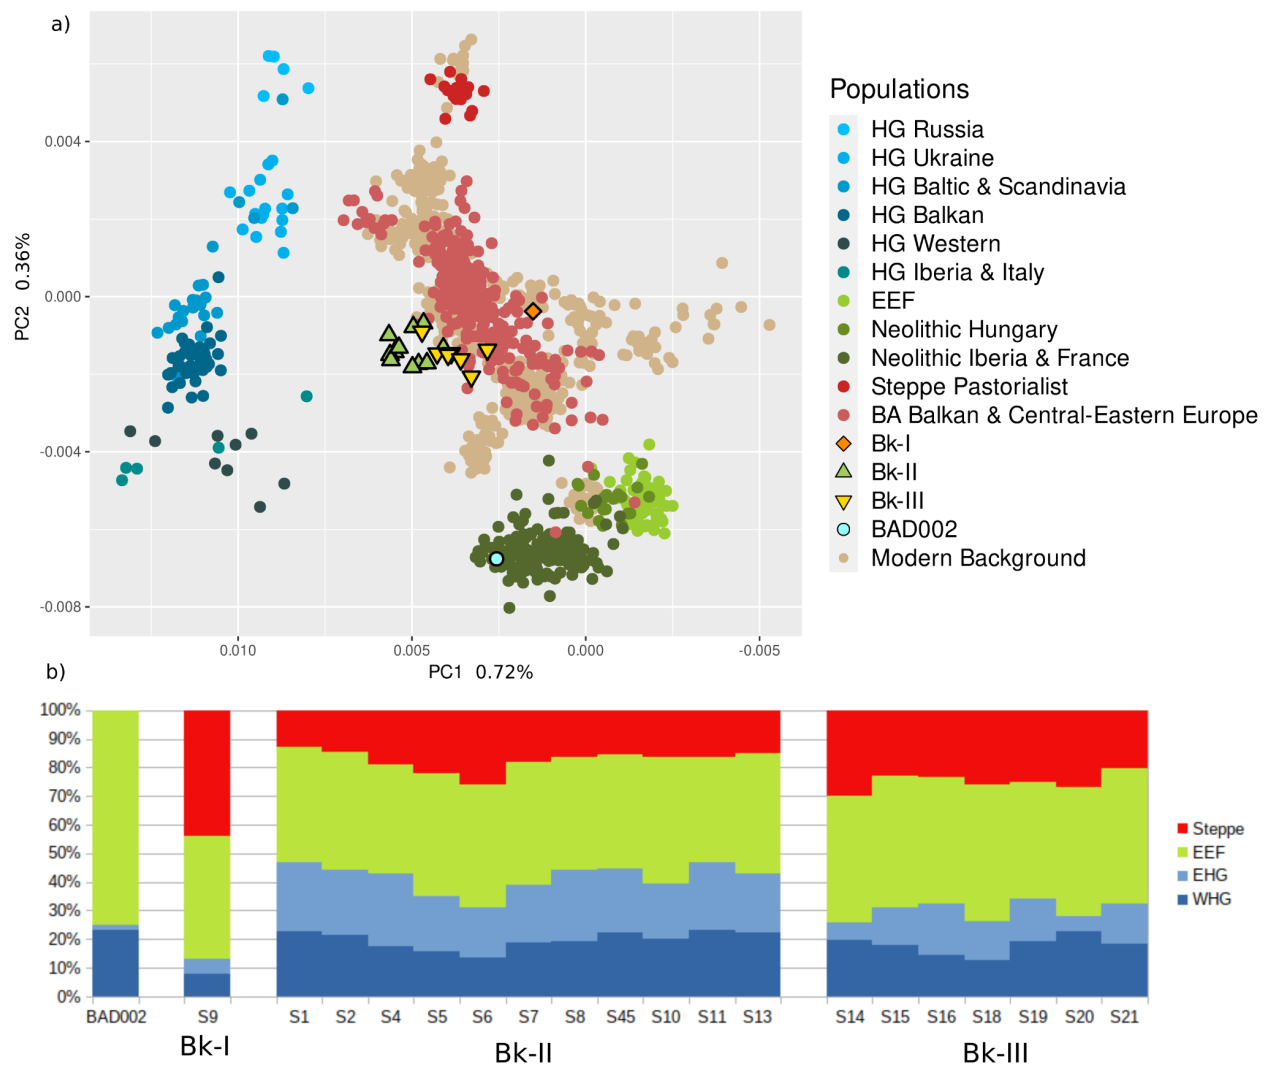 a)
PC2 0.36%
0.004
0.000
-0.004
-0.008
0.010
0.005
0.000
-0.005
PC1 0.72%
Populations
HG Russia
HG Ukraine
HG Baltic & Scandinavia
HG Balkan
HG Western
HG Iberia & Italy
EEF
Neolithic Hungary
Neolithic Iberia & France
Steppe Pastorialist
BA Balkan & Central-Eastern Europe
Bk-I
Bk-II
Bk-III
BAD002
Modern Background
b)
100%
90%
80%
70%
60%
50%
40%
30%
20%
10%
0%
BAD002 S9 S1 S2 S4 S5 S6 S7 S8 S45 S10 S11 S13 S14 S15 S16 S18 S19 S20 S21
Bk-I Bk-II Bk-III
Steppe
EEF
EHG
WHG